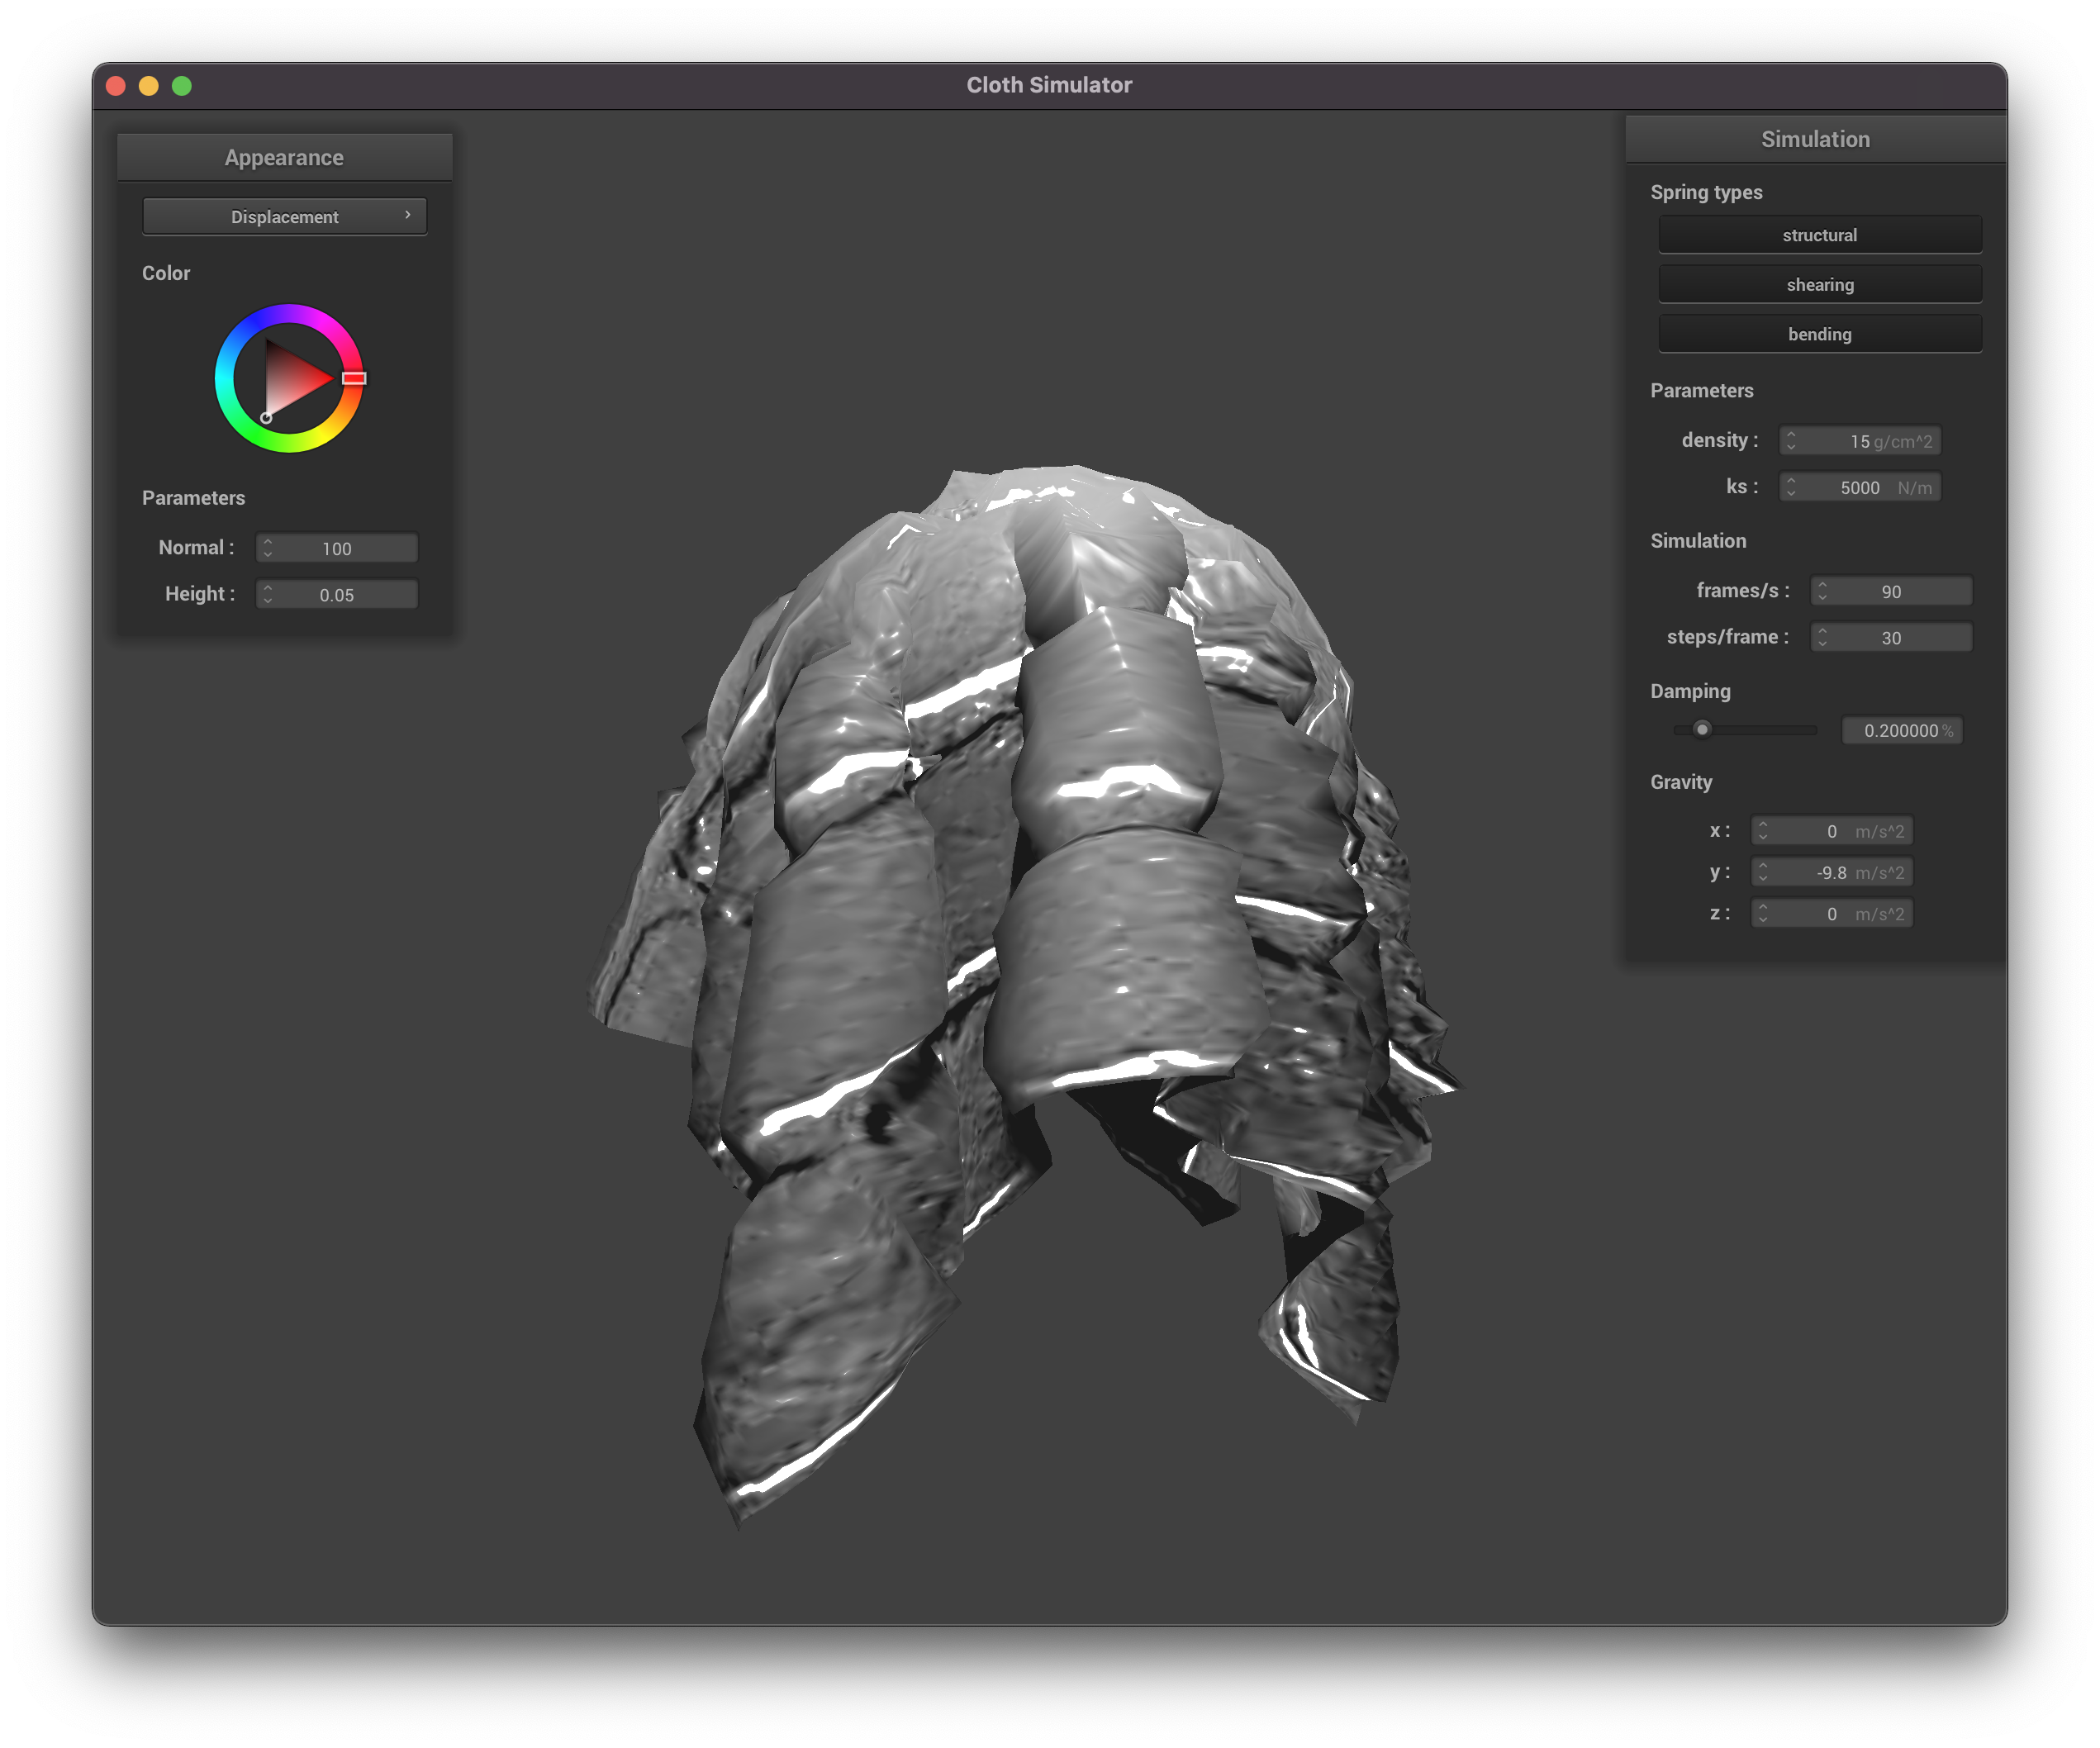 Cloth Simulator
Appearance
Displacement ›
Color
Parameters
Normal : 100
Height : 0.05
Simulation
Spring types
structural
shearing
bending
Parameters
density : 15 g/cm^2
ks : 5000 N/m
Simulation
frames/s : 90
steps/frame : 30
Damping
0.200000 %
Gravity
x : 0 m/s^2
y : -9.8 m/s^2
z : 0 m/s^2